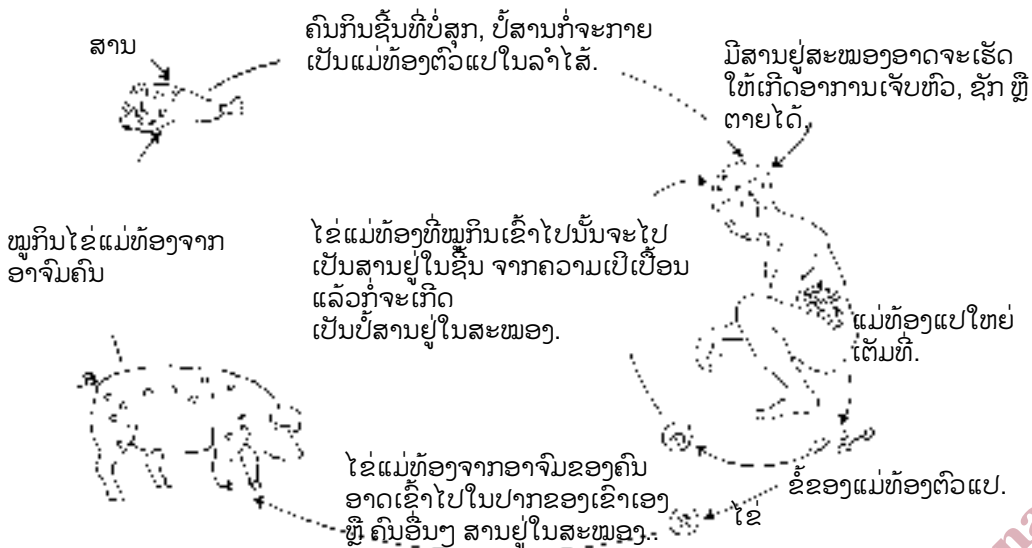 ສານ
ຄົນກິນຊີ້ນທີ່ບໍ່ສຸກ, ປໍ້ສານກໍ່ຈະກາຍ
ເປັນແມ່ທ້ອງຕົວແປໃນລຳໄສ້.
ມີສານຢູ່ສະໝອງອາດຈະເຮັດ
ໃຫ້ເກີດອາການເຈັບຫົວ, ຊັກ ຫຼື
ຕາຍໄດ້.
ໝູກິນໄຂ່ແມ່ທ້ອງຈາກ
ອາຈົມຄົນ
ໄຂ່ແມ່ທ້ອງທີ່ໝູກິນເຂົ້າໄປນັ້ນຈະໄປ
ເປັນສານຢູ່ໃນຊີ້ນ ຈາກຄວາມເປິເປື້ອນ
ແລ້ວກໍ່ຈະເກີດ
ເປັນປໍ້ສານຢູ່ໃນສະໝອງ.
ແມ່ທ້ອງແປໃຫຍ່
ເຕັມທີ່.
ໄຂ່ແມ່ທ້ອງຈາກອາຈົມຂອງຄົນ
ອາດເຂົ້າໄປໃນປາກຂອງເຂົາເອງ
ຫຼື ຄົນອື່ນໆ ສານຢູ່ໃນສະໝອງ..
ຂໍ້ຂອງແມ່ທ້ອງຕົວແປ.
ໄຂ່